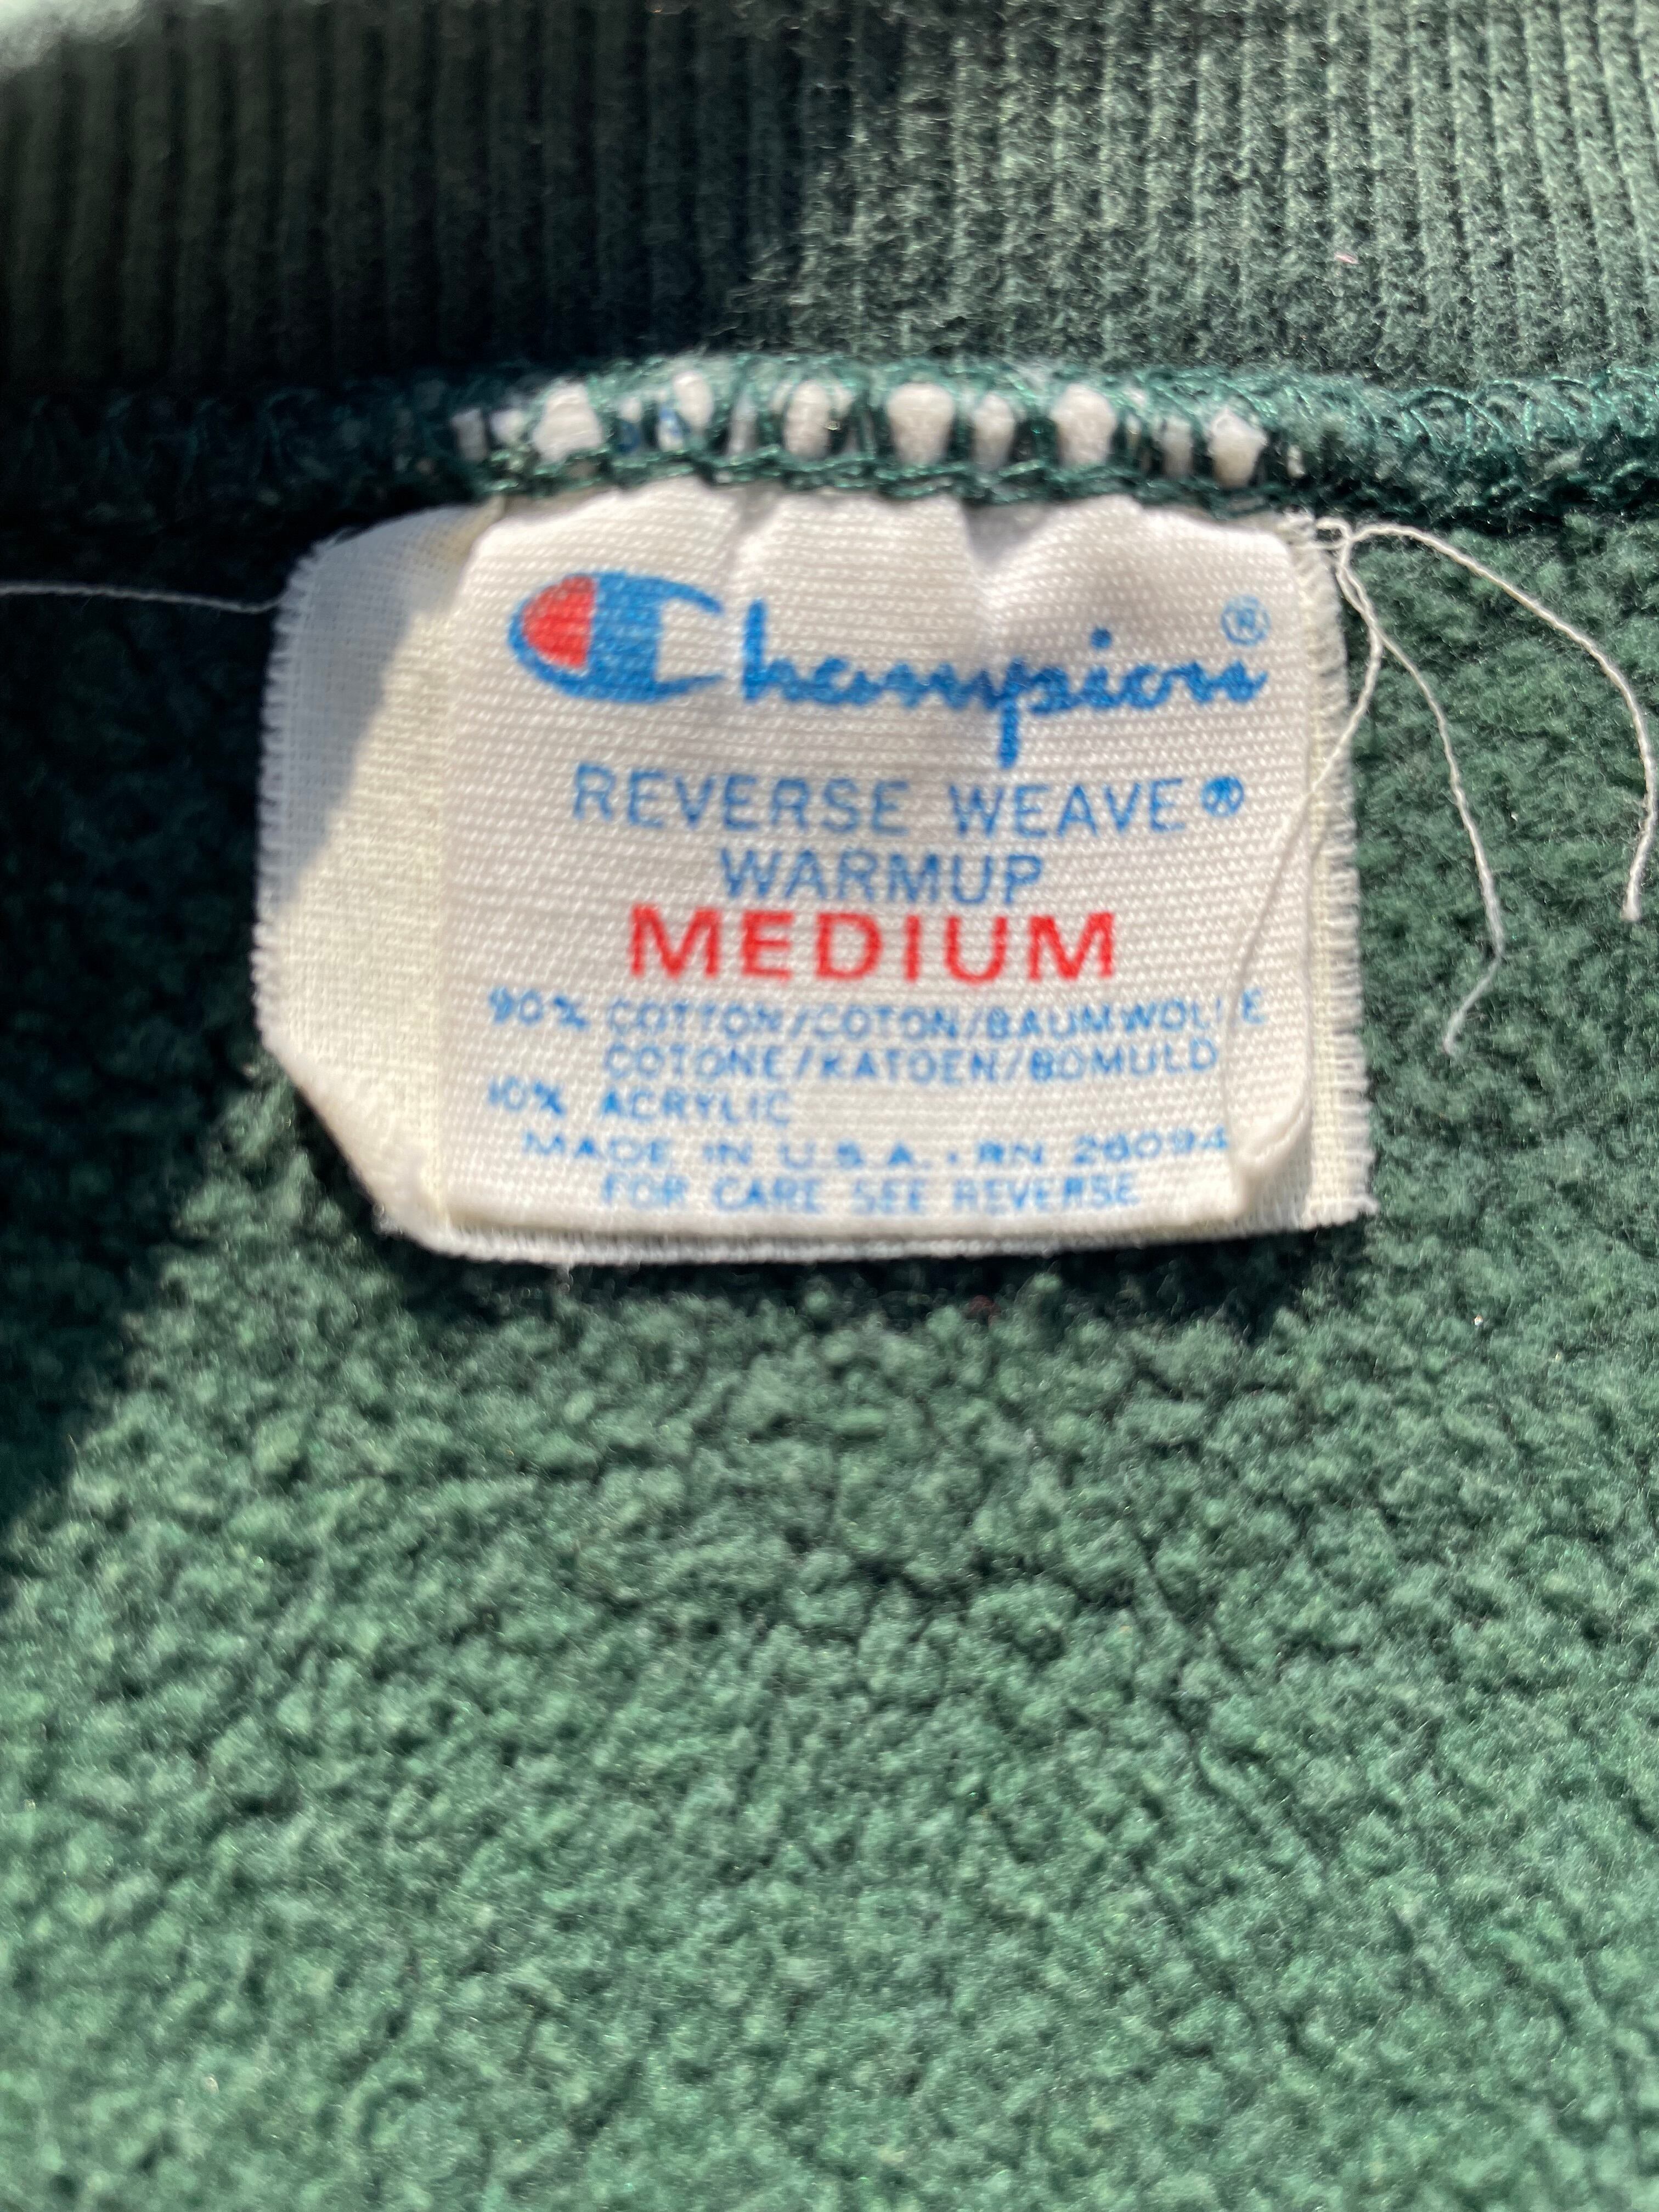 Champion®
REVERSE WEAVE®
WARMUP
MEDIUM
90% COTTON/COTON/BAUMWOLLE
COTONE/KATOEN/BOMULD
10% ACRYLIC
MADE IN U.S.A. • RN 26094
FOR CARE SEE REVERSE